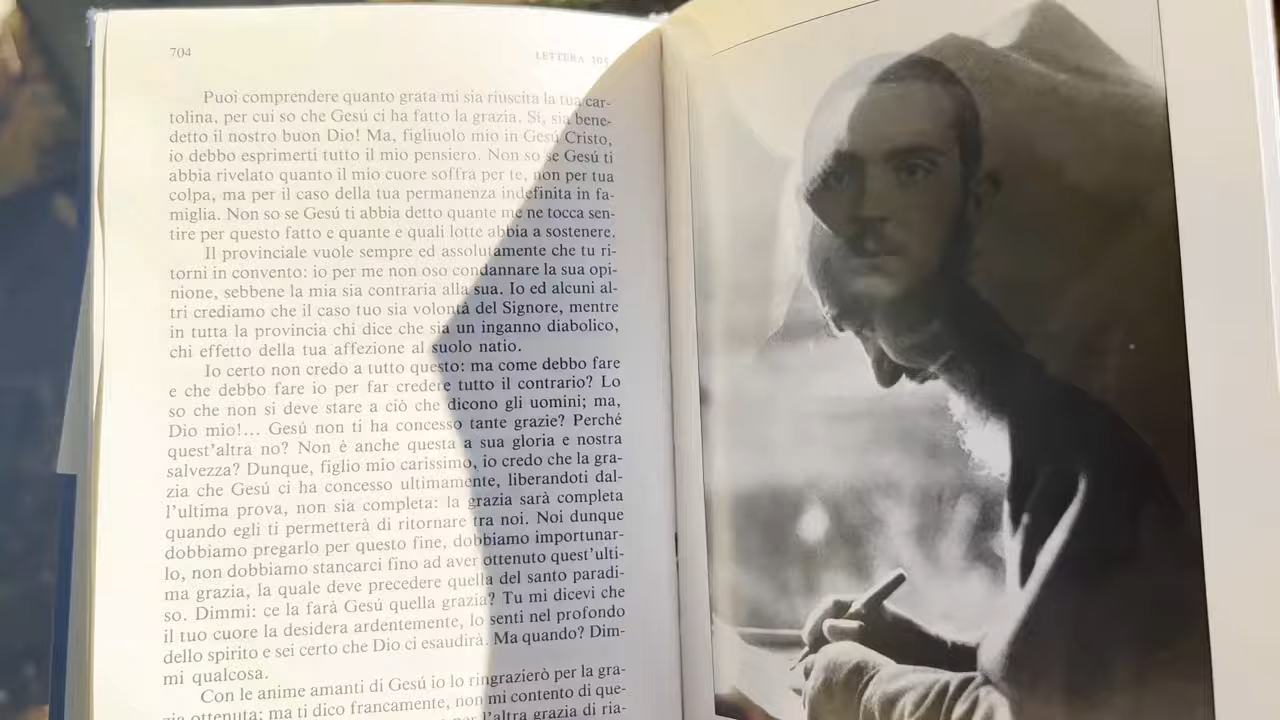 704
LETTERA 105
Puoi comprendere quanto grata mi sia riuscita la tua car-
tolina, per cui so che Gesú ci ha fatto la grazia. Sí, sia bene-
detto il nostro buon Dio! Ma, figliuolo mio in Gesú Cristo,
io debbo esprimerti tutto il mio pensiero. Non so se Gesú ti
abbia rivelato quanto il mio cuore soffra per te, non per tua
colpa, ma per il caso della tua permanenza indefinita in fa-
miglia. Non so se Gesú ti abbia detto quante me ne tocca sen-
tire per questo fatto e quante e quali lotte abbia a sostenere.
Il provinciale vuole sempre ed assolutamente che tu ri-
torni in convento: io per me non oso condannare la sua opi-
nione, sebbene la mia sia contraria alla sua. Io ed alcuni al-
tri crediamo che il caso tuo sia volontà del Signore, mentre
in tutta la provincia chi dice che sia un inganno diabolico,
chi effetto della tua affezione al suolo natio.
Io certo non credo a tutto questo: ma come debbo fare
e che debbo fare io per far credere tutto il contrario? Lo
so che non si deve stare a ciò che dicono gli uomini; ma,
Dio mio!... Gesú non ti ha concesso tante grazie? Perché
quest'altra no? Non è anche questa a sua gloria e nostra
salvezza? Dunque, figlio mio carissimo, io credo che la gra-
zia che Gesú ci ha concesso ultimamente, liberandoti dal-
l'ultima prova, non sia completa: la grazia sarà completa
quando egli ti permetterà di ritornare tra noi. Noi dunque
dobbiamo pregarlo per questo fine, dobbiamo importunar-
lo, non dobbiamo stancarci fino ad aver ottenuto quest'ulti-
ma grazia, la quale deve precedere quella del santo paradi-
so. Dimmi: ce la farà Gesú quella grazia? Tu mi dicevi che
il tuo cuore la desidera ardentemente, lo senti nel profondo
dello spirito e sei certo che Dio ci esaudirà. Ma quando? Dim-
mi qualcosa.
Con le anime amanti di Gesú io lo ringrazierò per la gra-
zia ottenuta; ma ti dico francamente, non mi contento di que-
l'altra grazia di ria-